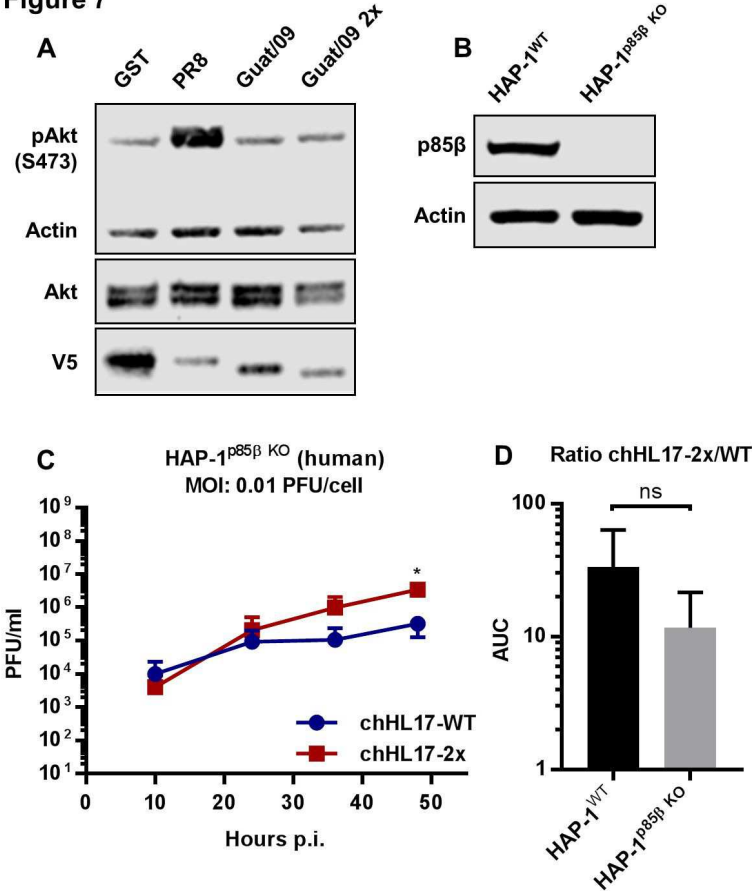 Figure 7
A
GST
PR8
Guat/09
Guat/09 2x
pAkt
(S473)
Actin
Akt
V5
B
HAP-1WT
HAP-1p85β KO
p85β
Actin
C
HAP-1p85β KO (human)
MOI: 0.01 PFU/cell
PFU/ml
10⁹
10⁸
10⁷
10⁶
10⁵
10⁴
10³
10²
10¹
*
chHL17-WT
chHL17-2x
0 10 20 30 40 50
Hours p.i.
D
Ratio chHL17-2x/WT
ns
AUC
100
10
1
HAP-1WT
HAP-1p85β KO